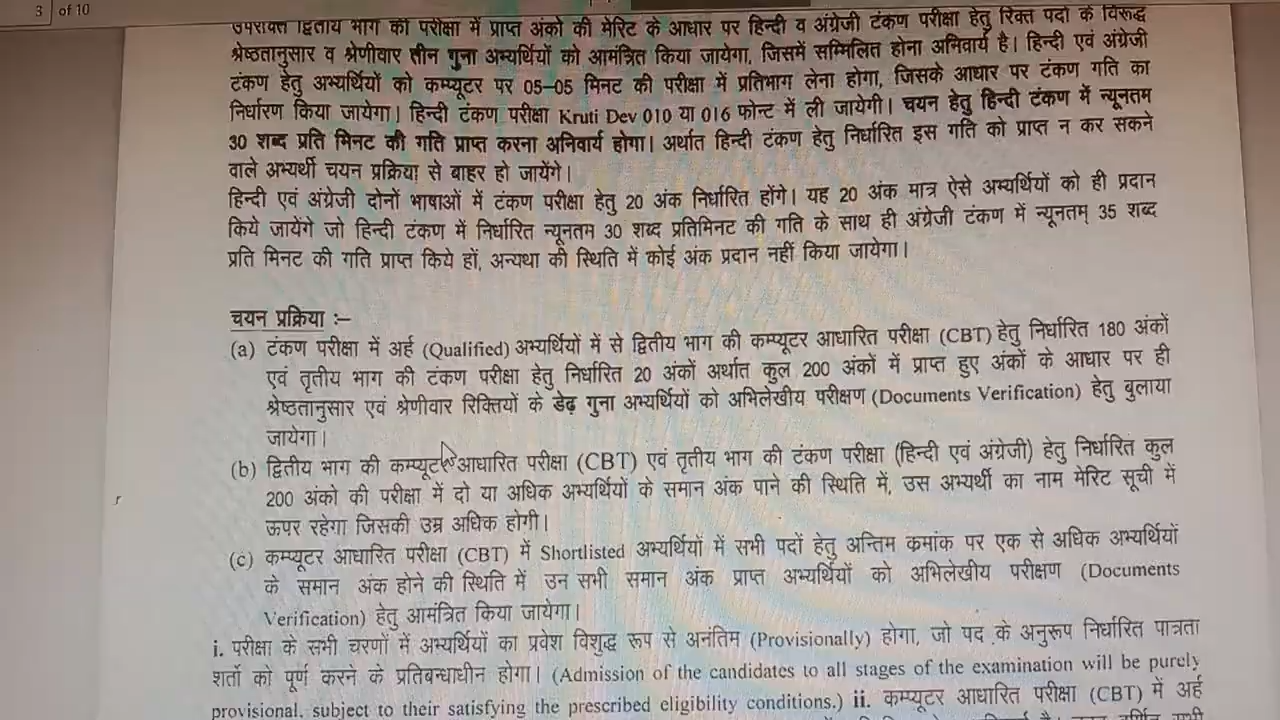 3 of 10
उपरोक्त द्वितीय भाग की परीक्षा में प्राप्त अंको की मेरिट के आधार पर हिन्दी व अंग्रेजी टंकण परीक्षा हेतु रिक्त पदों के विरूद्ध
श्रेष्ठतानुसार व श्रेणीवार तीन गुना अभ्यर्थियों को आमंत्रित किया जायेगा, जिसमें सम्मिलित होना अनिवार्य है। हिन्दी एवं अंग्रेजी
टंकण हेतु अभ्यर्थियों को कम्प्यूटर पर 05–05 मिनट की परीक्षा में प्रतिभाग लेना होगा, जिसके आधार पर टंकण गति का
निर्धारण किया जायेगा। हिन्दी टंकण परीक्षा Kruti Dev 010 या 016 फोन्ट में ली जायेगी। चयन हेतु हिन्दी टंकण में न्यूनतम
30 शब्द प्रति मिनट की गति प्राप्त करना अनिवार्य होगा। अर्थात हिन्दी टंकण हेतु निर्धारित इस गति को प्राप्त न कर सकने
वाले अभ्यर्थी चयन प्रक्रिया से बाहर हो जायेंगे।
हिन्दी एवं अंग्रेजी दोनों भाषाओं में टंकण परीक्षा हेतु 20 अंक निर्धारित होंगे। यह 20 अंक मात्र ऐसे अभ्यर्थियों को ही प्रदान
किये जायेंगे जो हिन्दी टंकण में निर्धारित न्यूनतम 30 शब्द प्रतिमिनट की गति के साथ ही अंग्रेजी टंकण में न्यूनतम् 35 शब्द
प्रति मिनट की गति प्राप्त किये हों, अन्यथा की स्थिति में कोई अंक प्रदान नहीं किया जायेगा।
चयन प्रक्रिया :–
(a) टंकण परीक्षा में अर्ह (Qualified) अभ्यर्थियों में से द्वितीय भाग की कम्प्यूटर आधारित परीक्षा (CBT) हेतु निर्धारित 180 अंकों
एवं तृतीय भाग की टंकण परीक्षा हेतु निर्धारित 20 अंकों अर्थात कुल 200 अंकों में प्राप्त हुए अंकों के आधार पर ही
श्रेष्ठतानुसार एवं श्रेणीवार रिक्तियों के डेढ़ गुना अभ्यर्थियों को अभिलेखीय परीक्षण (Documents Verification) हेतु बुलाया
जायेगा।
(b) द्वितीय भाग की कम्प्यूटर आधारित परीक्षा (CBT) एवं तृतीय भाग की टंकण परीक्षा (हिन्दी एवं अंग्रेजी) हेतु निर्धारित कुल
200 अंको की परीक्षा में दो या अधिक अभ्यर्थियों के समान अंक पाने की स्थिति में, उस अभ्यर्थी का नाम मेरिट सूची में
ऊपर रहेगा जिसकी उम्र अधिक होगी।
(c) कम्प्यूटर आधारित परीक्षा (CBT) में Shortlisted अभ्यर्थियों में सभी पदों हेतु अन्तिम कमांक पर एक से अधिक अभ्यर्थियों
के समान अंक होने की स्थिति में उन सभी समान अंक प्राप्त अभ्यर्थियों को अभिलेखीय परीक्षण (Documents
Verification) हेतु आमंत्रित किया जायेगा।
i. परीक्षा के सभी चरणों में अभ्यर्थियों का प्रवेश विशुद्ध रूप से अनंतिम (Provisionally) होगा, जो पद के अनुरूप निर्धारित पात्रता
शर्तो को पूर्ण करने के प्रतिबन्धाधीन होगा। (Admission of the candidates to all stages of the examination will be purely
provisional, subject to their satisfying the prescribed eligibility conditions.) ii. कम्प्यूटर आधारित परीक्षा (CBT) में अर्ह